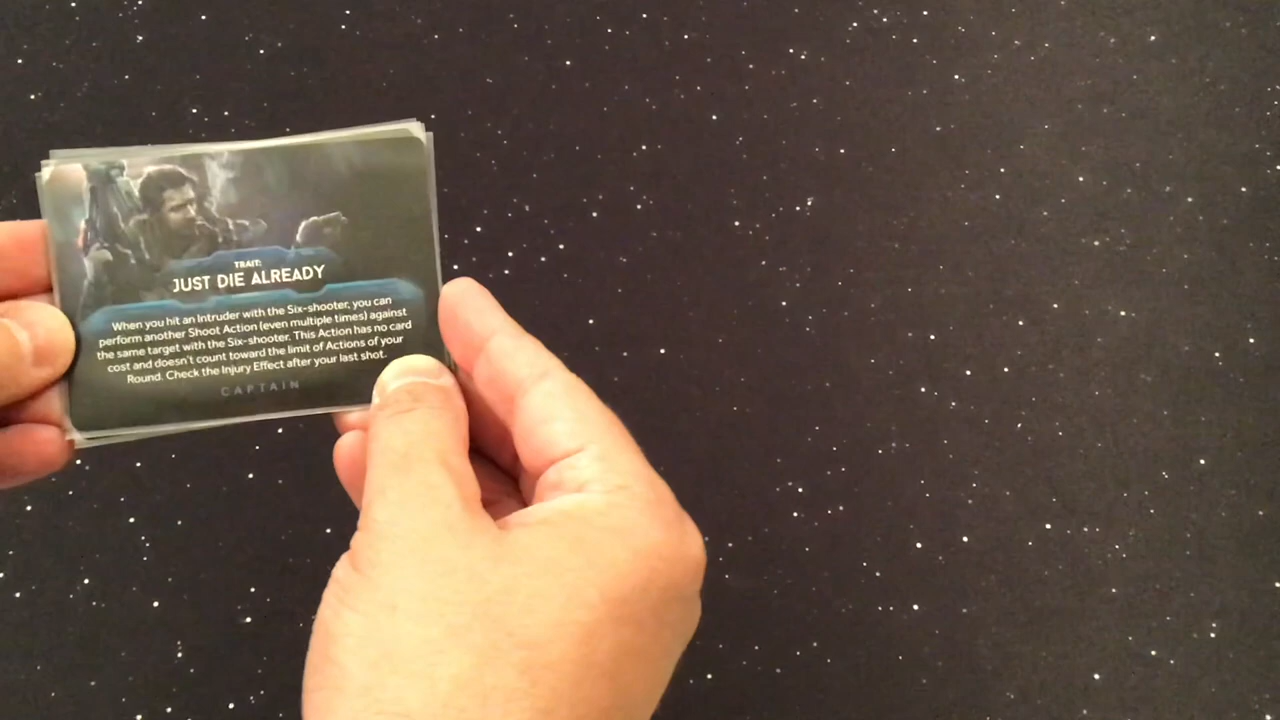 TRAIT:
JUST DIE ALREADY
When you hit an Intruder with the Six-shooter, you can
perform another Shoot Action (even multiple times) against
the same target with the Six-shooter. This Action has no card
cost and doesn't count toward the limit of Actions of your
Round. Check the Injury Effect after your last shot.
CAPTAIN